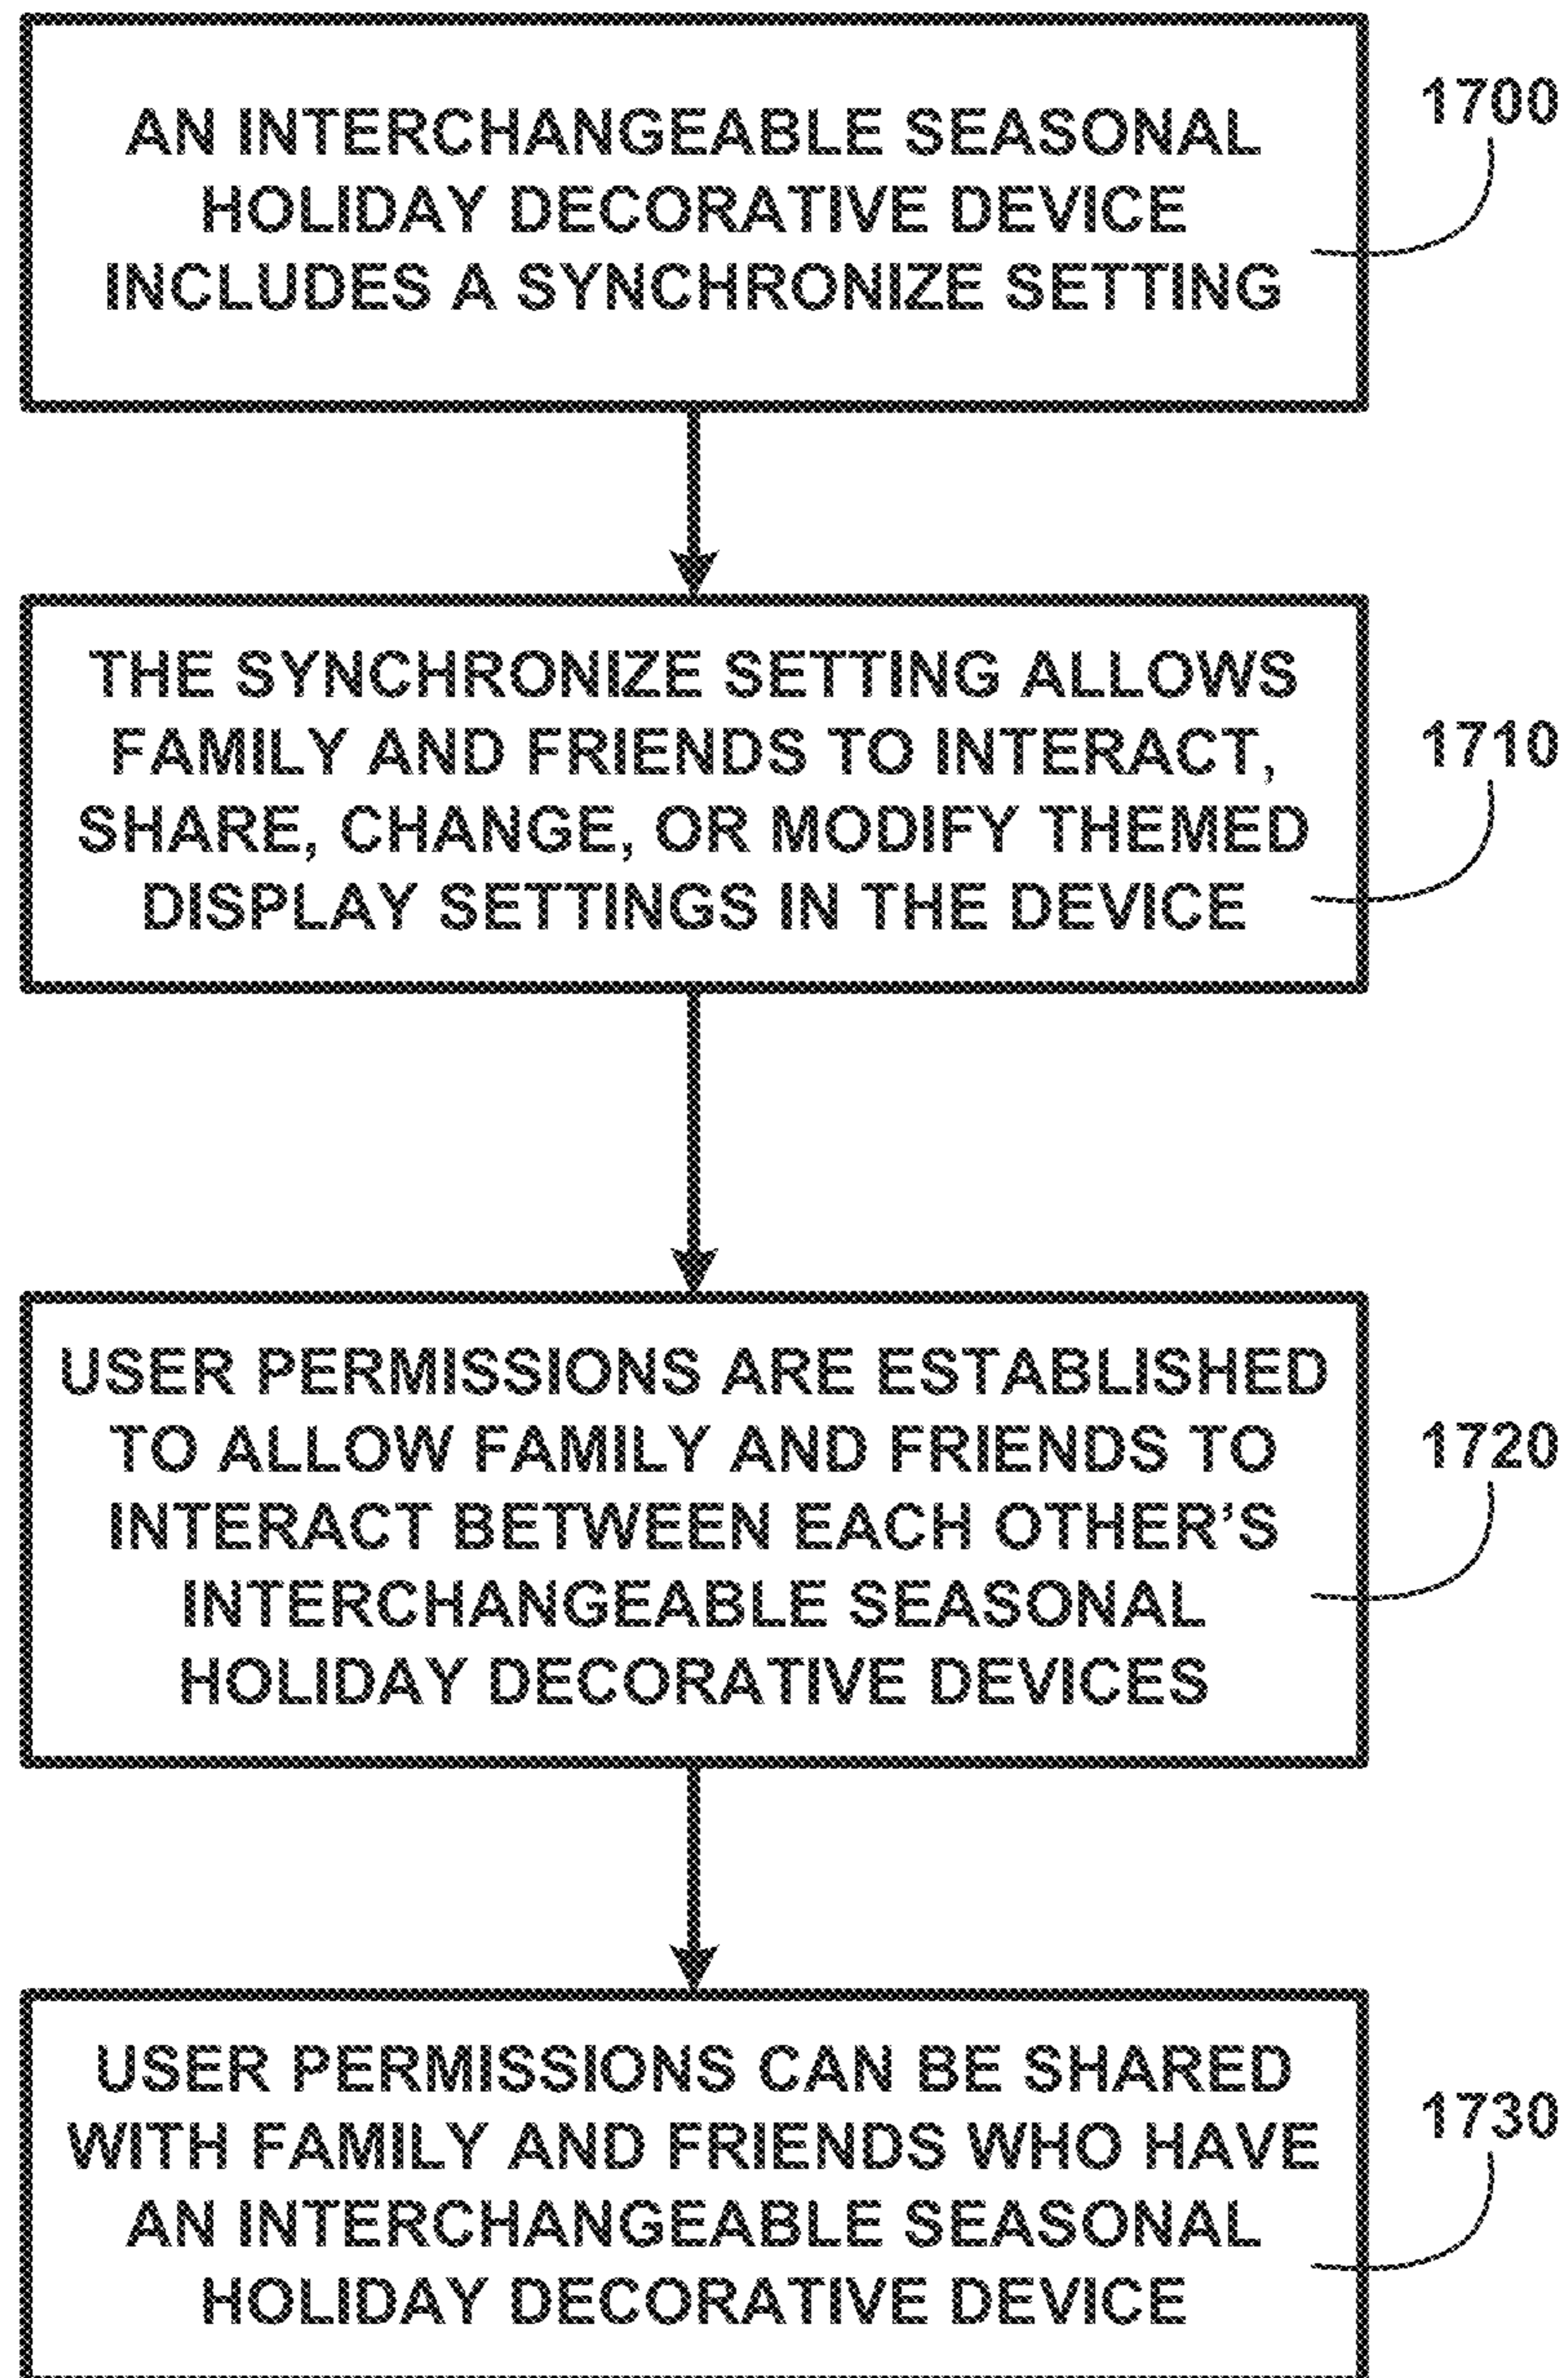 AN INTERCHANGEABLE SEASONAL
HOLIDAY DECORATIVE DEVICE
INCLUDES A SYNCHRONIZE SETTING
1700
THE SYNCHRONIZE SETTING ALLOWS
FAMILY AND FRIENDS TO INTERACT,
SHARE, CHANGE, OR MODIFY THEMED
DISPLAY SETTINGS IN THE DEVICE
1710
USER PERMISSIONS ARE ESTABLISHED
TO ALLOW FAMILY AND FRIENDS TO
INTERACT BETWEEN EACH OTHER’S
INTERCHANGEABLE SEASONAL
HOLIDAY DECORATIVE DEVICES
1720
USER PERMISSIONS CAN BE SHARED
WITH FAMILY AND FRIENDS WHO HAVE
AN INTERCHANGEABLE SEASONAL
HOLIDAY DECORATIVE DEVICE
1730